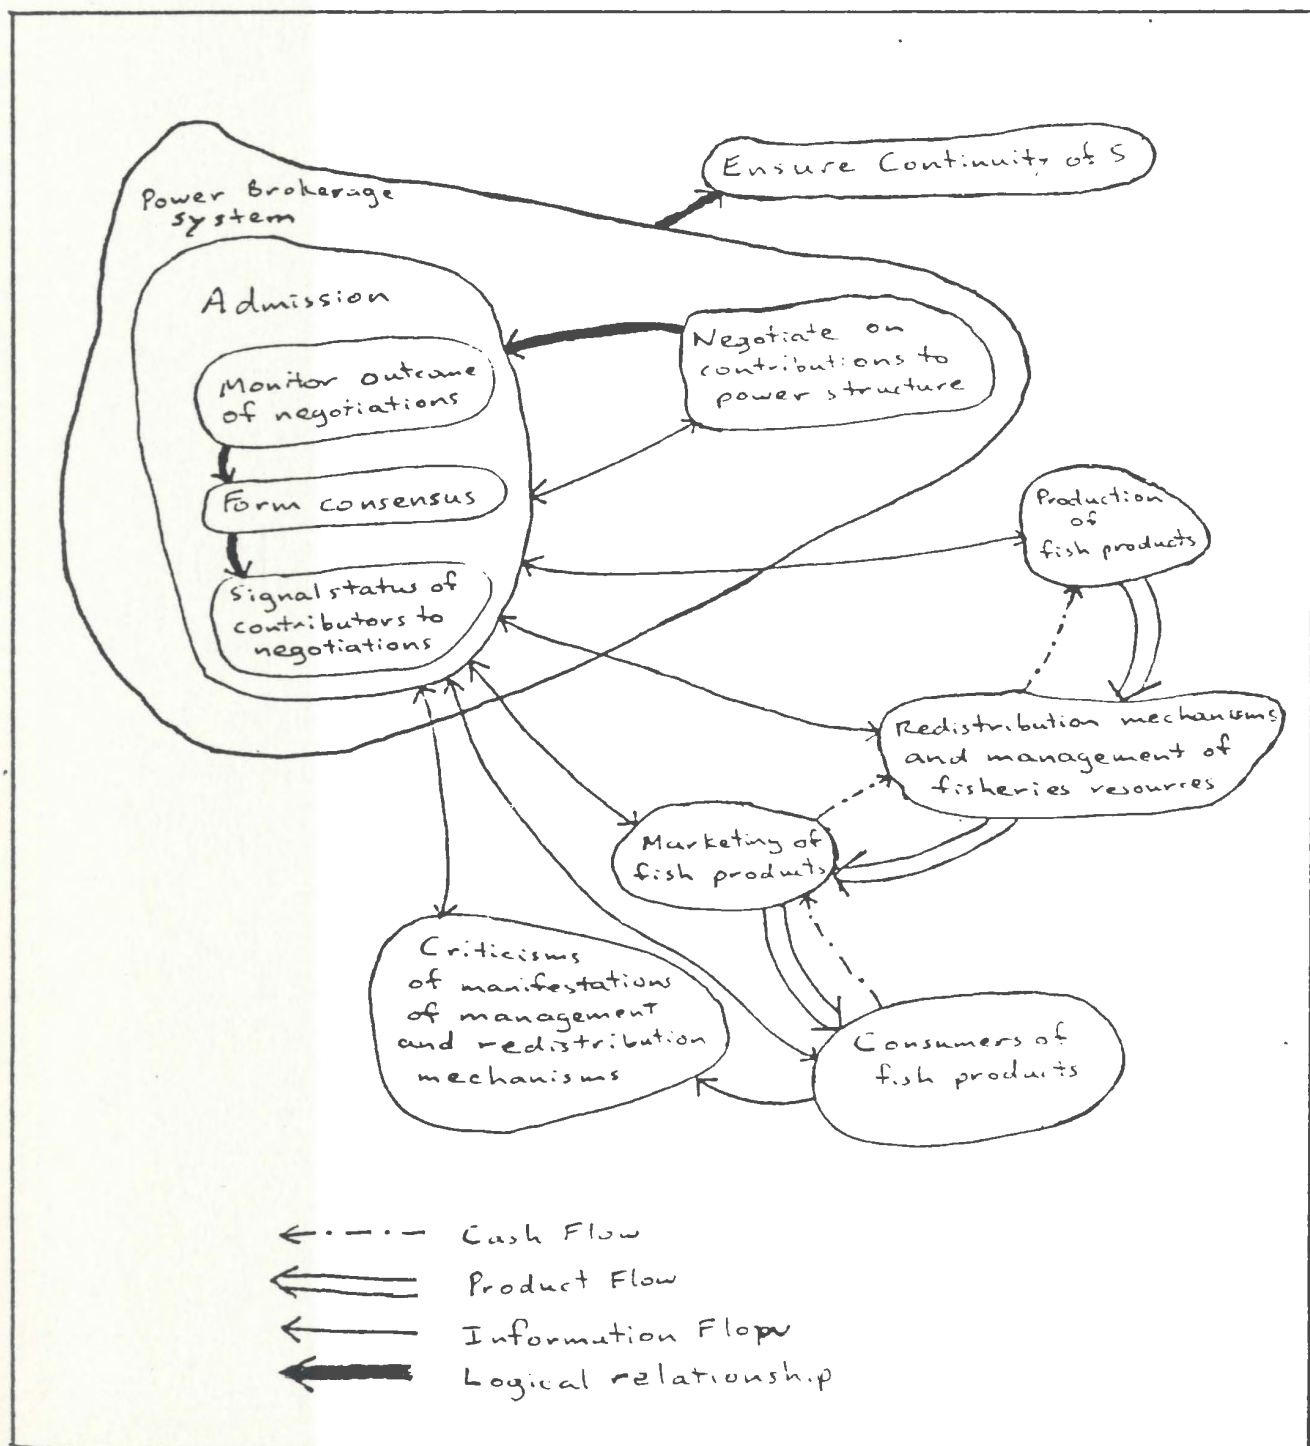 Ensure Continuity of S
Power Brokerage
system
Admission
Monitor outcome
of negotiations
Form consensus
Signal status of
contributors to
negotiations
Negotiate on
contributions to
power structure
Production
of
fish products
Redistribution mechanisms
and management of
fisheries resources
Marketing of
fish products
Criticisms
of manifestations
of management
and redistribution
mechanisms
Consumers of
fish products
Cash Flow
Product Flow
Information Flow
Logical relationship